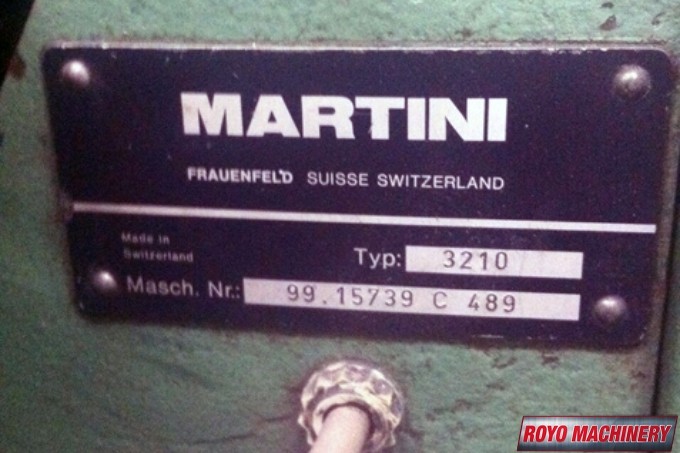 MARTINI
FRAUENFELD SUISSE SWITZERLAND
Made in
Switzerland
Typ: 3210
Masch. Nr.: 99.15739 C 489
ROYO MACHINERY